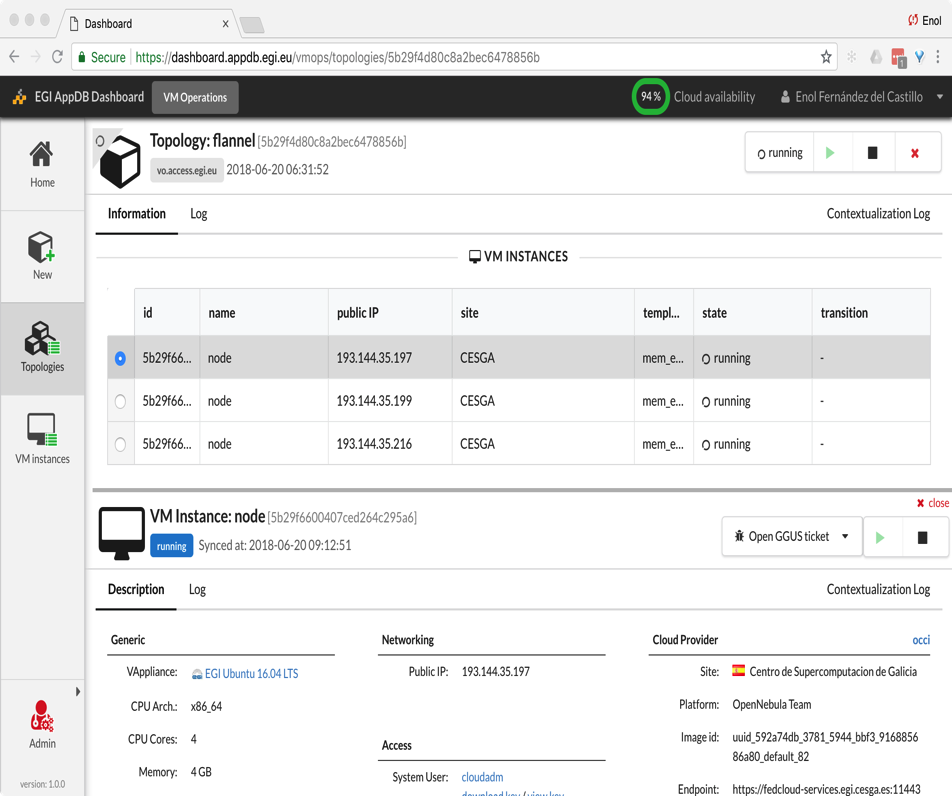 Dashboard x Enol
Secure https://dashboard.appdb.egi.eu/vmops/topologies/5b29f4d80c8a2bec6478856b
1
EGI AppDB Dashboard VM Operations 94% Cloud availability Enol Fernández del Castillo
Home
New
Topologies
VM instances
Admin
version: 1.0.0
Topology: flannel [5b29f4d80c8a2bec6478856b]
vo.access.egi.eu 2018-06-20 06:31:52
running
Information Log Contextualization Log
VM INSTANCES
id name public IP site templ... state transition
5b29f66... node 193.144.35.197 CESGA mem_e... running -
5b29f66... node 193.144.35.199 CESGA mem_e... running -
5b29f66... node 193.144.35.216 CESGA mem_e... running -
close
VM Instance: node [5b29f6600407ced264c295a6]
running Synced at: 2018-06-20 09:12:51
Open GGUS ticket
Description Log Contextualization Log
Generic
VAppliance: EGI Ubuntu 16.04 LTS
CPU Arch.: x86_64
CPU Cores: 4
Memory: 4 GB
Networking
Public IP: 193.144.35.197
Access
System User: cloudadm
download key / view key
Cloud Provider occi
Site: Centro de Supercomputacion de Galicia
Platform: OpenNebula Team
Image id: uuid_592a74db_3781_5944_bbf3_9168856
86a80_default_82
Endpoint: https://fedcloud-services.egi.cesga.es:11443